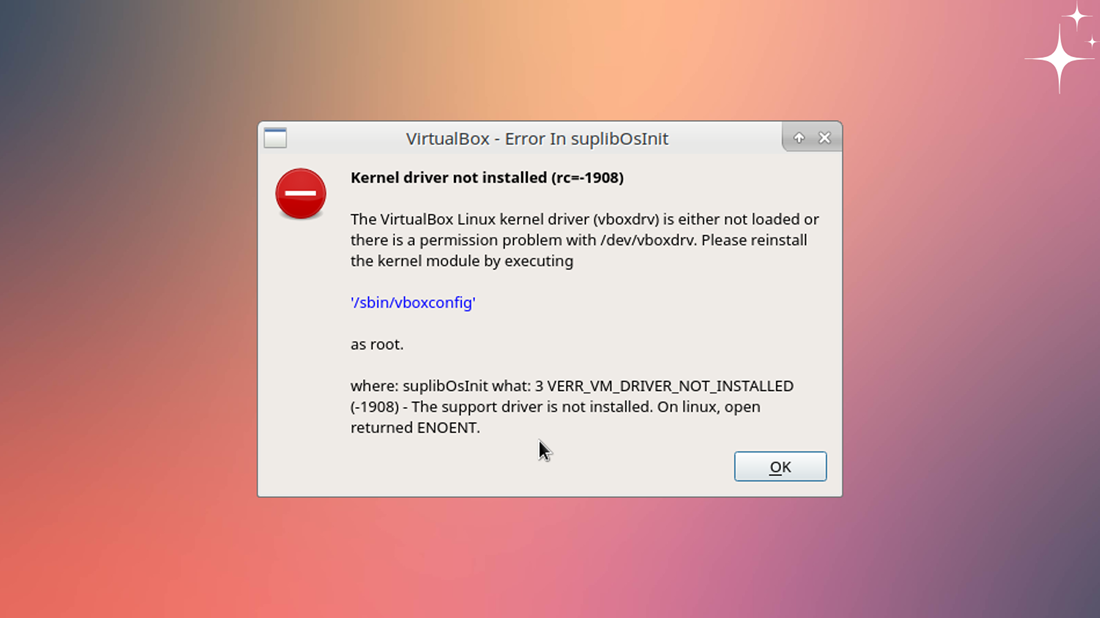 VirtualBox - Error In suplibOsInit
Kernel driver not installed (rc=-1908)
The VirtualBox Linux kernel driver (vboxdrv) is either not loaded or
there is a permission problem with /dev/vboxdrv. Please reinstall
the kernel module by executing
'/sbin/vboxconfig'
as root.
where: suplibOsInit what: 3 VERR_VM_DRIVER_NOT_INSTALLED
(-1908) - The support driver is not installed. On linux, open
returned ENOENT.
OK